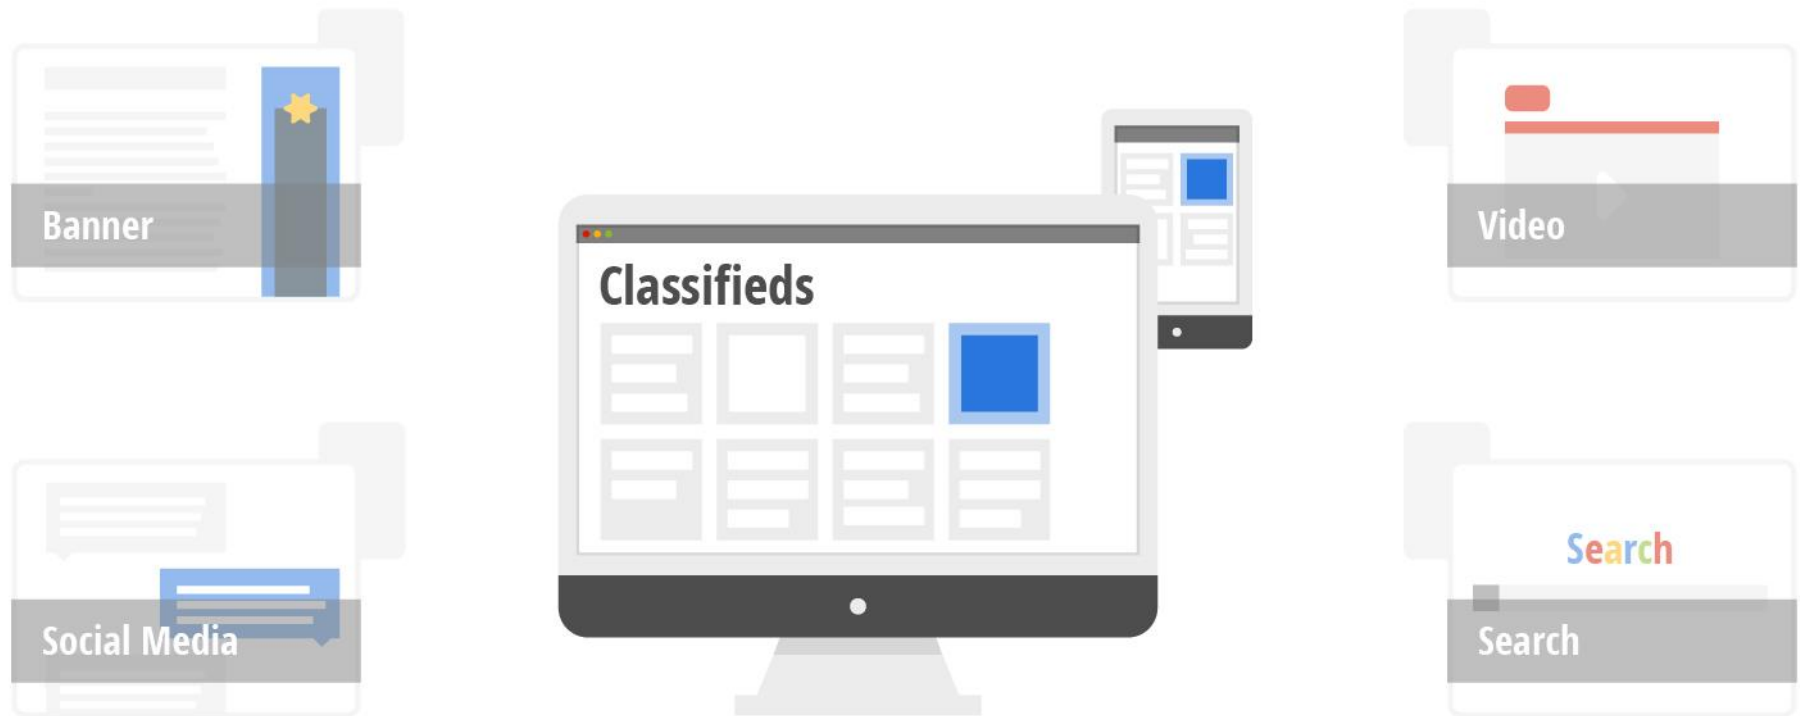 Banner
Classifieds
Video
Social Media
Search
Search